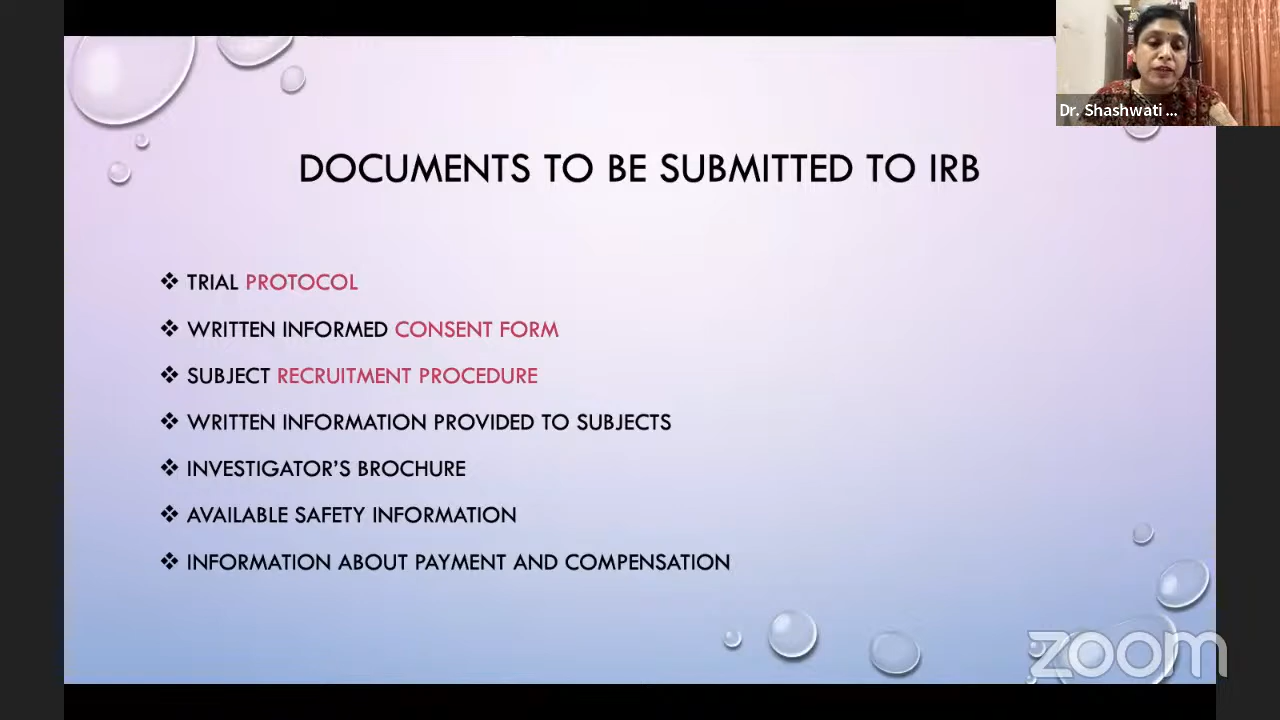 Dr. Shashwati ...
DOCUMENTS TO BE SUBMITTED TO IRB
❖ TRIAL PROTOCOL
❖ WRITTEN INFORMED CONSENT FORM
❖ SUBJECT RECRUITMENT PROCEDURE
❖ WRITTEN INFORMATION PROVIDED TO SUBJECTS
❖ INVESTIGATOR'S BROCHURE
❖ AVAILABLE SAFETY INFORMATION
❖ INFORMATION ABOUT PAYMENT AND COMPENSATION
zoom